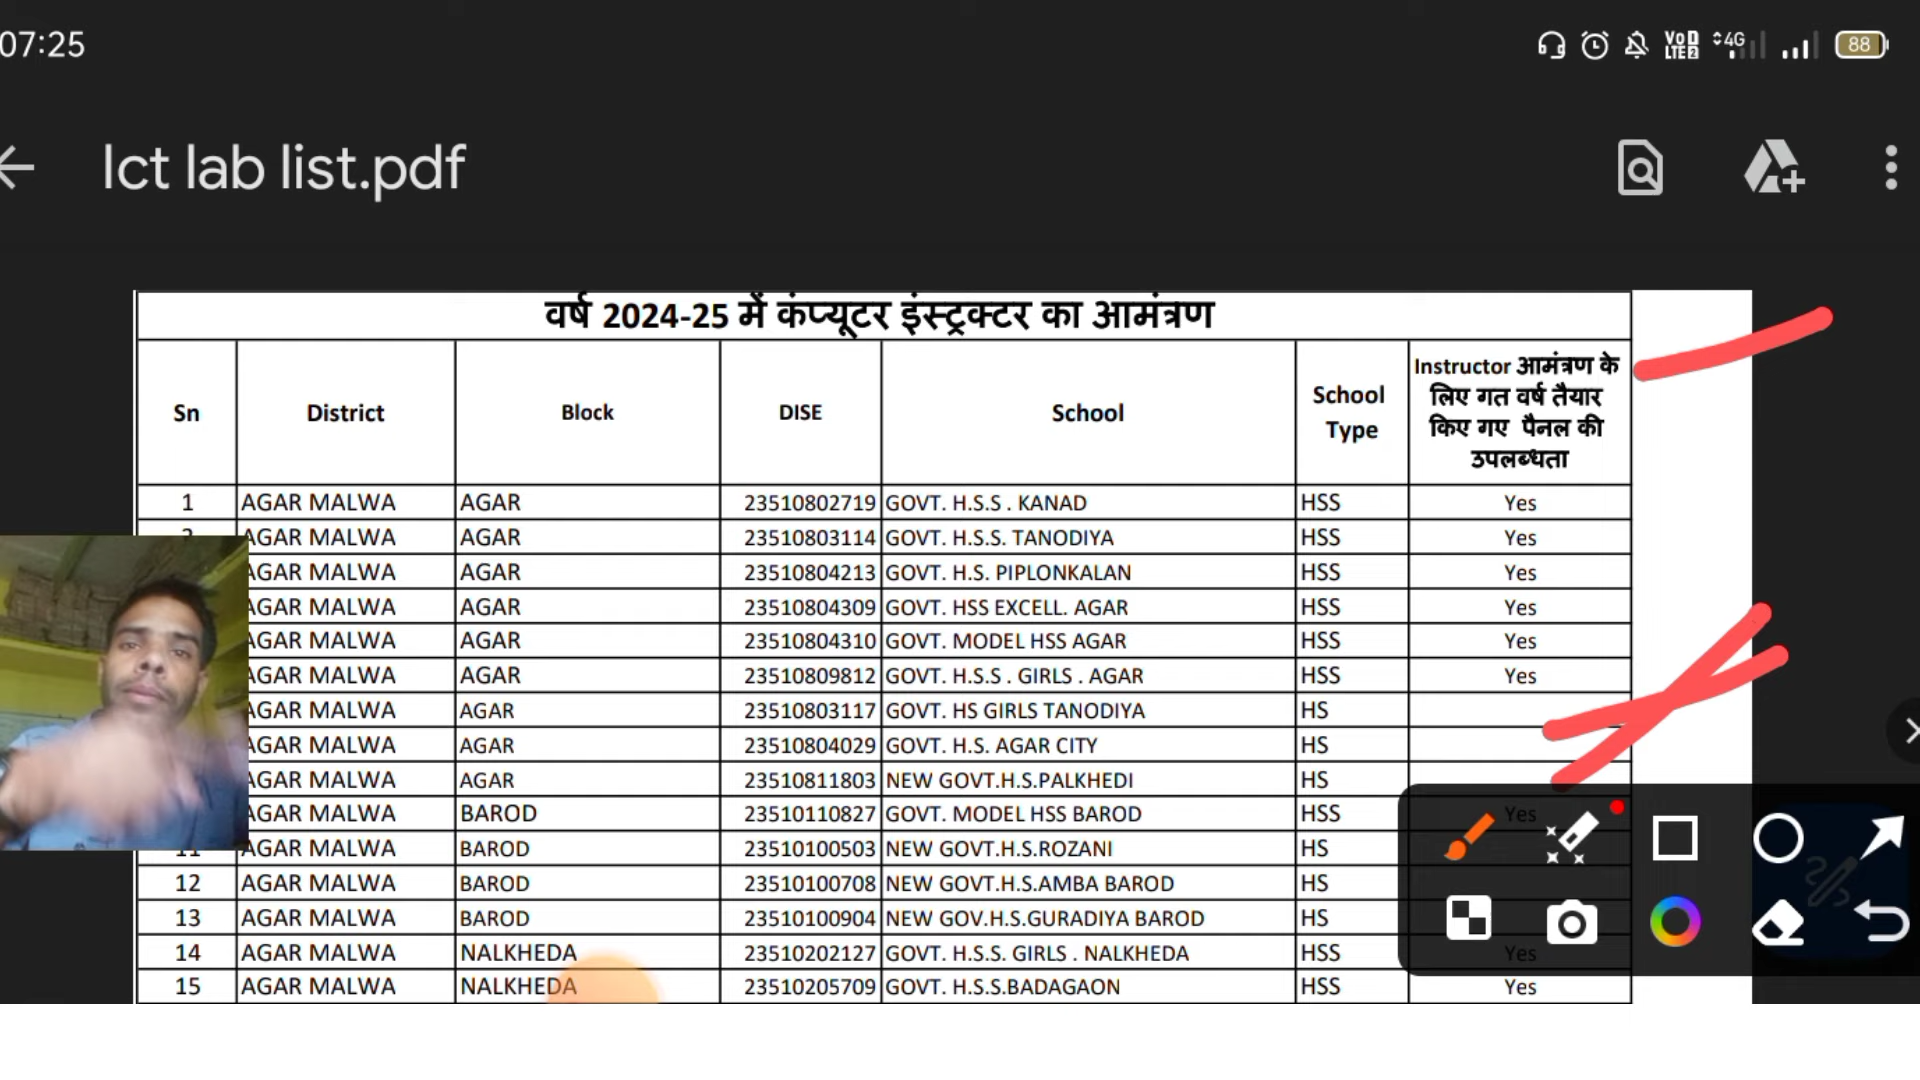 07:25
VoD LTE2 4G 88
Ict lab list.pdf
वर्ष 2024-25 में कंप्यूटर इंस्ट्रक्टर का आमंत्रण
Sn District Block DISE School School Type Instructor आमंत्रण के लिए गत वर्ष तैयार किए गए पैनल की उपलब्धता
1 AGAR MALWA AGAR 23510802719 GOVT. H.S.S . KANAD HSS Yes
AGAR MALWA AGAR 23510803114 GOVT. H.S.S. TANODIYA HSS Yes
AGAR MALWA AGAR 23510804213 GOVT. H.S. PIPLONKALAN HSS Yes
AGAR MALWA AGAR 23510804309 GOVT. HSS EXCELL. AGAR HSS Yes
AGAR MALWA AGAR 23510804310 GOVT. MODEL HSS AGAR HSS Yes
AGAR MALWA AGAR 23510809812 GOVT. H.S.S . GIRLS . AGAR HSS Yes
AGAR MALWA AGAR 23510803117 GOVT. HS GIRLS TANODIYA HS
AGAR MALWA AGAR 23510804029 GOVT. H.S. AGAR CITY HS
AGAR MALWA AGAR 23510811803 NEW GOVT.H.S.PALKHEDI HS
AGAR MALWA BAROD 23510110827 GOVT. MODEL HSS BAROD HSS Yes
11 AGAR MALWA BAROD 23510100503 NEW GOVT.H.S.ROZANI HS
12 AGAR MALWA BAROD 23510100708 NEW GOVT.H.S.AMBA BAROD HS
13 AGAR MALWA BAROD 23510100904 NEW GOV.H.S.GURADIYA BAROD HS
14 AGAR MALWA NALKHEDA 23510202127 GOVT. H.S.S. GIRLS . NALKHEDA HSS Yes
15 AGAR MALWA NALKHEDA 23510205709 GOVT. H.S.S.BADAGAON HSS Yes